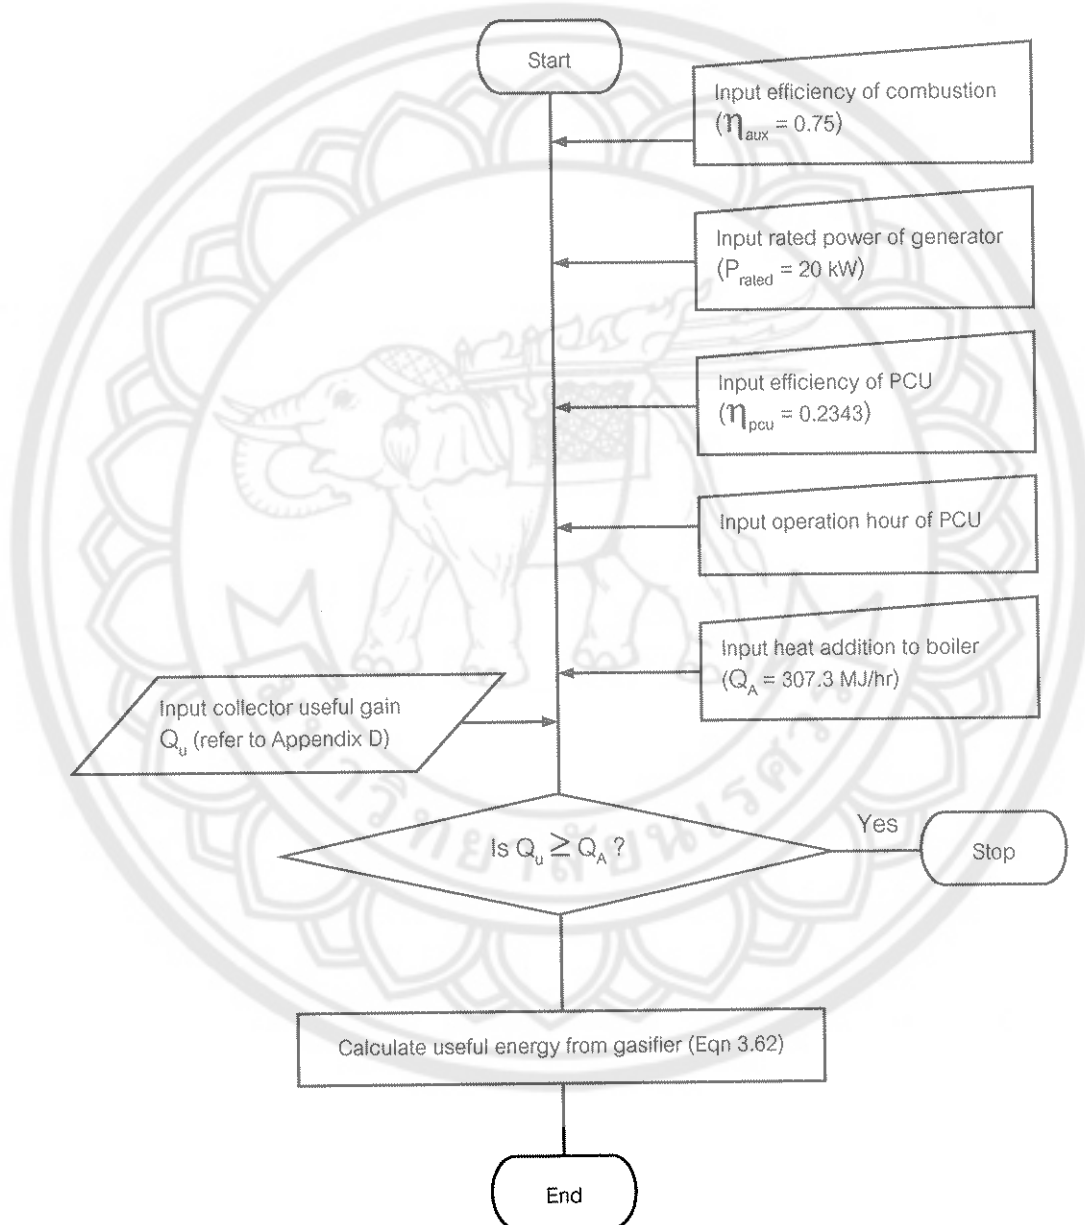 Start
Input efficiency of combustion
(η_aux = 0.75)
Input rated power of generator
(P_rated = 20 kW)
Input efficiency of PCU
(η_pcu = 0.2343)
Input operation hour of PCU
Input heat addition to boiler
(Q_A = 307.3 MJ/hr)
Input collector useful gain
Q_u (refer to Appendix D)
Is Q_u ≥ Q_A ?
Yes
Stop
Calculate useful energy from gasifier (Eqn 3.62)
End